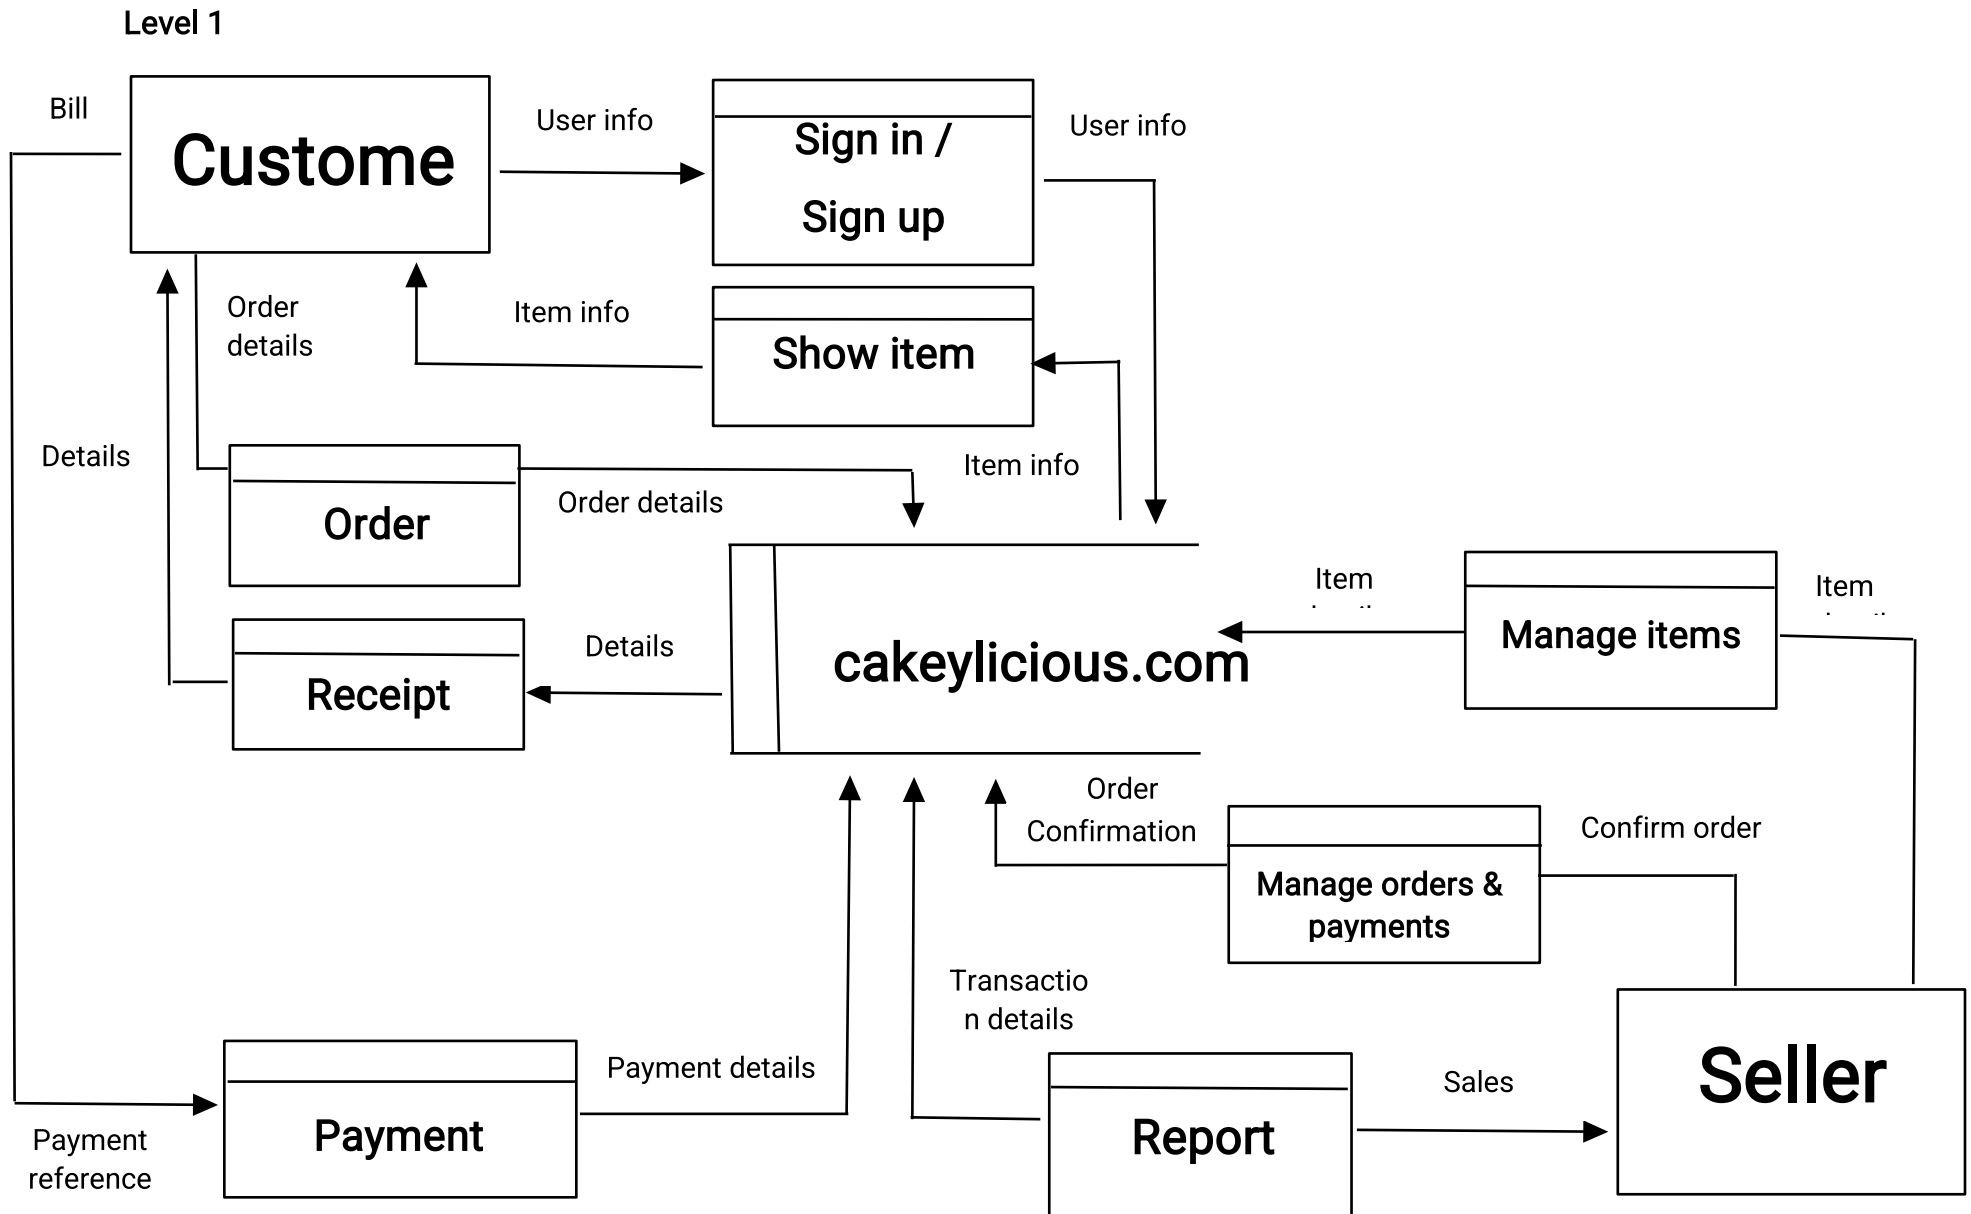 Level 1
Bill
Custome
User info
Sign in /
Sign up
User info
Order
details
Item info
Show item
Details
Order
Order details
Item info
Item
Manage items
Item
cakeylicious.com
Receipt
Details
Order
Confirmation
Manage orders &
payments
Confirm order
Transactio
n details
Payment details
Payment
Payment
reference
Report
Sales
Seller